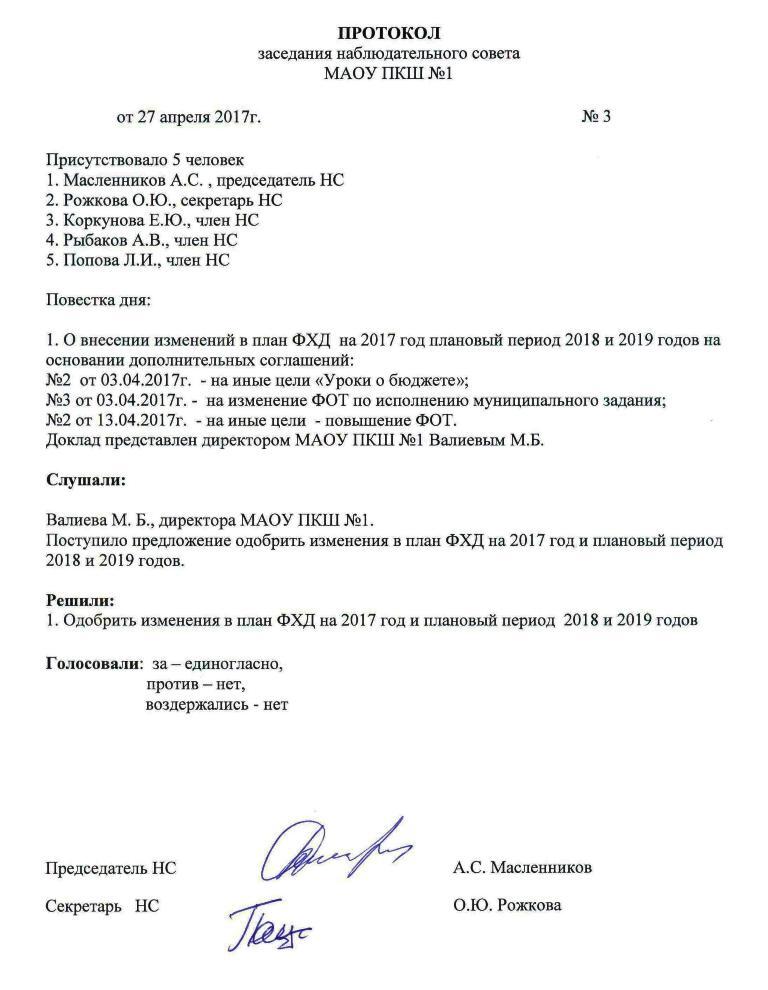 ПРОТОКОЛ
заседания наблюдательного совета
МАОУ ПКШ №1
от 27 апреля 2017г. № 3
Присутствовало 5 человек
1. Масленников А.С. , председатель НС
2. Рожкова О.Ю., секретарь НС
3. Коркунова Е.Ю., член НС
4. Рыбаков А.В., член НС
5. Попова Л.И., член НС
Повестка дня:
1. О внесении изменений в план ФХД на 2017 год плановый период 2018 и 2019 годов на
основании дополнительных соглашений:
№2 от 03.04.2017г. - на иные цели «Уроки о бюджете»;
№3 от 03.04.2017г. - на изменение ФОТ по исполнению муниципального задания;
№2 от 13.04.2017г. - на иные цели - повышение ФОТ.
Доклад представлен директором МАОУ ПКШ №1 Валиевым М.Б.
Слушали:
Валиева М. Б., директора МАОУ ПКШ №1.
Поступило предложение одобрить изменения в план ФХД на 2017 год и плановый период
2018 и 2019 годов.
Решили:
1. Одобрить изменения в план ФХД на 2017 год и плановый период 2018 и 2019 годов
Голосовали: за – единогласно,
против – нет,
воздержались - нет
Председатель НС А.С. Масленников
Секретарь НС О.Ю. Рожкова